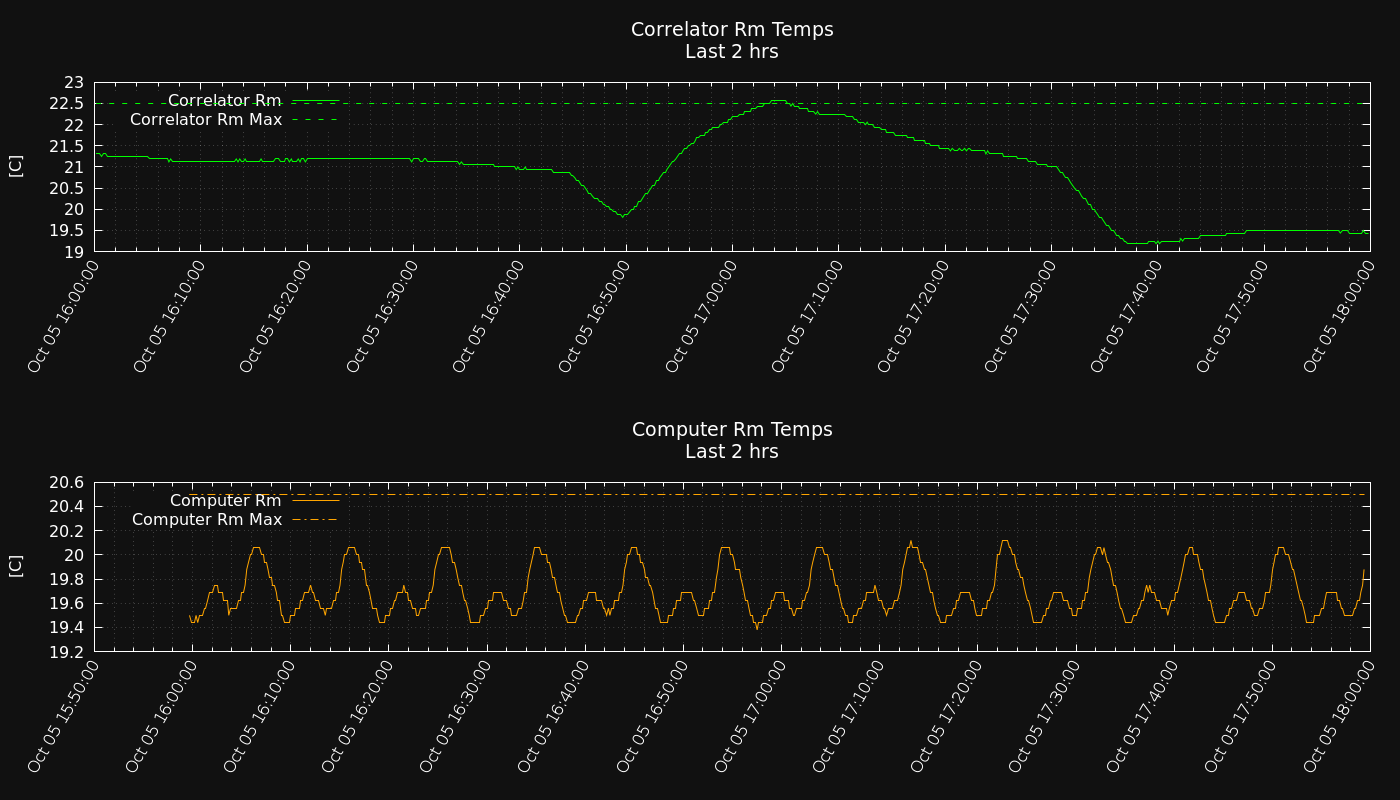 Correlator Rm Temps
Last 2 hrs
[C]
23
22.5
22
21.5
21
20.5
20
19.5
19
Correlator Rm
Correlator Rm Max
Oct 05 16:00:00
Oct 05 16:10:00
Oct 05 16:20:00
Oct 05 16:30:00
Oct 05 16:40:00
Oct 05 16:50:00
Oct 05 17:00:00
Oct 05 17:10:00
Oct 05 17:20:00
Oct 05 17:30:00
Oct 05 17:40:00
Oct 05 17:50:00
Oct 05 18:00:00
Computer Rm Temps
Last 2 hrs
[C]
20.6
20.4
20.2
20
19.8
19.6
19.4
19.2
Computer Rm
Computer Rm Max
Oct 05 15:50:00
Oct 05 16:00:00
Oct 05 16:10:00
Oct 05 16:20:00
Oct 05 16:30:00
Oct 05 16:40:00
Oct 05 16:50:00
Oct 05 17:00:00
Oct 05 17:10:00
Oct 05 17:20:00
Oct 05 17:30:00
Oct 05 17:40:00
Oct 05 17:50:00
Oct 05 18:00:00